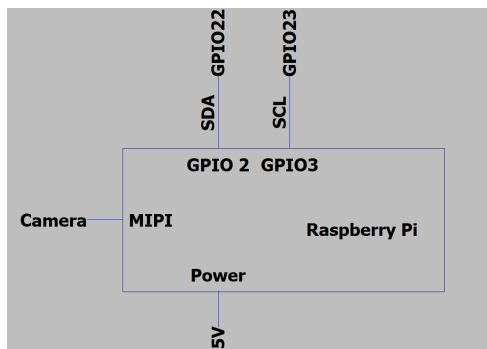 GPIO22
GPIO23
SDA
SCL
GPIO 2
GPIO3
Camera
MIPI
Raspberry Pi
Power
5V